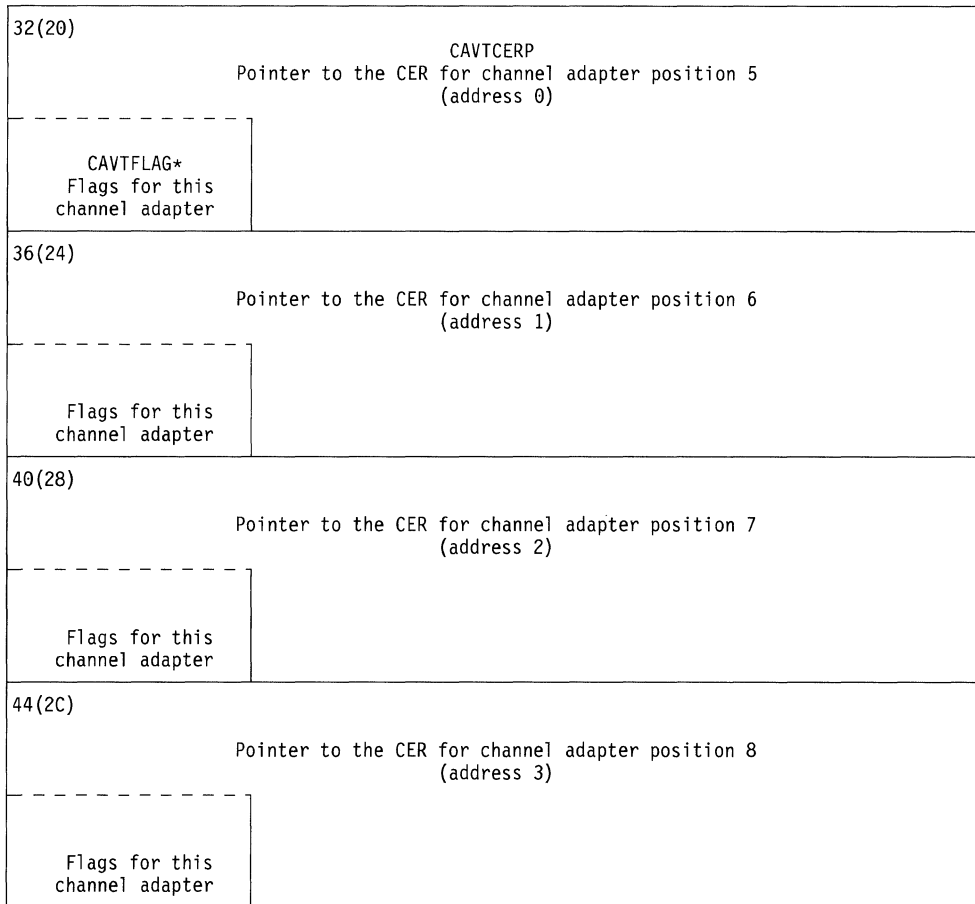 32(20)
CAVTCERP
Pointer to the CER for channel adapter position 5
(address 0)
CAVTFLAG*
Flags for this
channel adapter
36(24)
Pointer to the CER for channel adapter position 6
(address 1)
Flags for this
channel adapter
40(28)
Pointer to the CER for channel adapter position 7
(address 2)
Flags for this
channel adapter
44(2C)
Pointer to the CER for channel adapter position 8
(address 3)
Flags for this
channel adapter